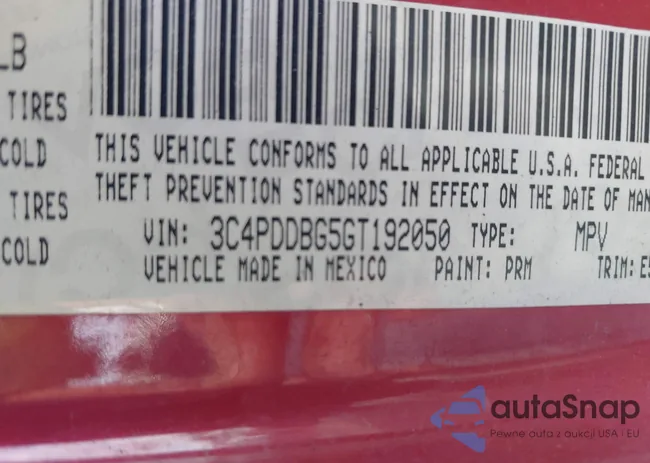 LB
TIRES
COLD
TIRES
COLD
THIS VEHICLE CONFORMS TO ALL APPLICABLE U.S.A. FEDERAL
THEFT PREVENTION STANDARDS IN EFFECT ON THE DATE OF MAN
VIN: 3C4PDDBG5GT192050 TYPE: MPV
VEHICLE MADE IN MEXICO PAINT: PRM TRIM: ES
autaSnap
Pewne auta z aukcji USA i EU